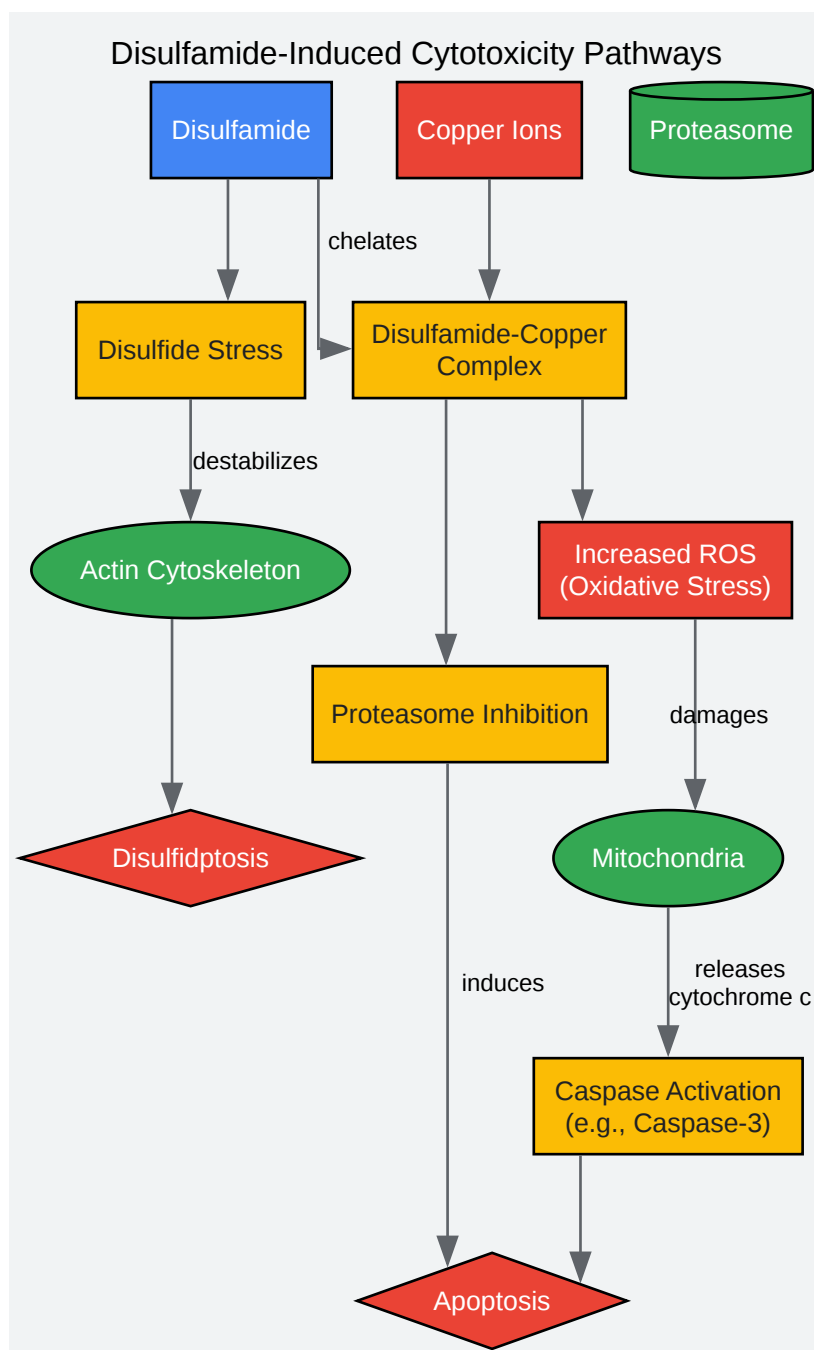 Disulfamide-Induced Cytotoxicity Pathways
Disulfamide
Copper Ions
Proteasome
chelates
Disulfide Stress
Disulfamide-Copper
Complex
destabilizes
Actin Cytoskeleton
Increased ROS
(Oxidative Stress)
Proteasome Inhibition
damages
Disulfidptosis
Mitochondria
induces
releases
cytochrome c
Caspase Activation
(e.g., Caspase-3)
Apoptosis